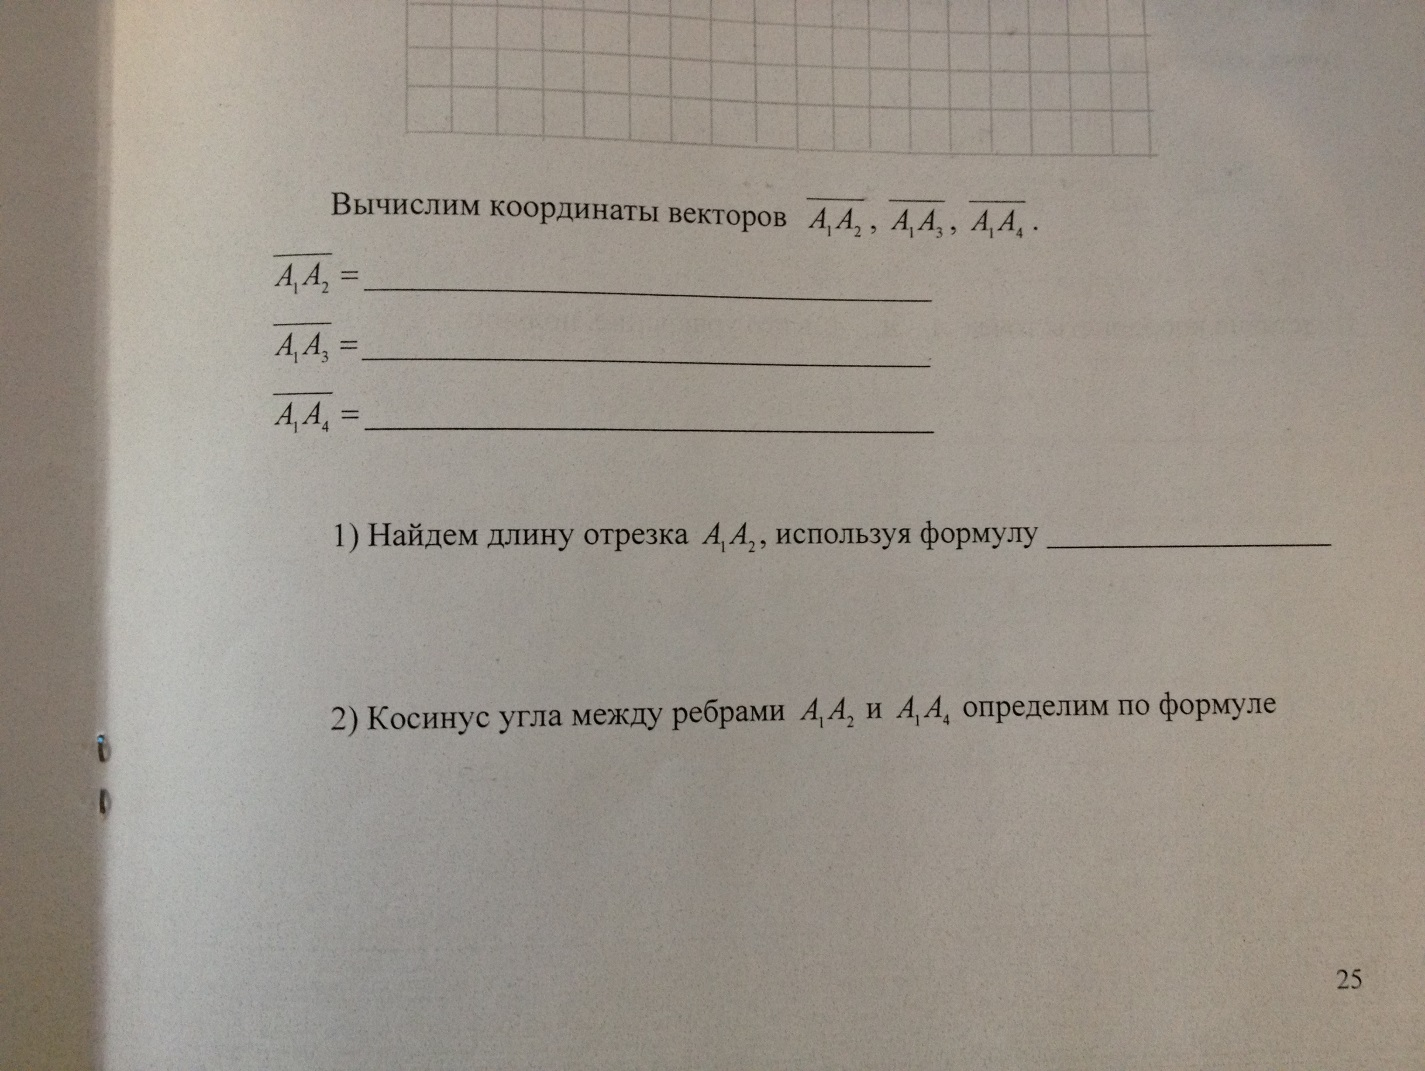 Вычислим координаты векторов A₁A₂, A₁A₃, A₁A₄.
A₁A₂ =
A₁A₃ =
A₁A₄ =
1) Найдем длину отрезка A₁A₂, используя формулу
2) Косинус угла между ребрами A₁A₂ и A₁A₄ определим по формуле
25